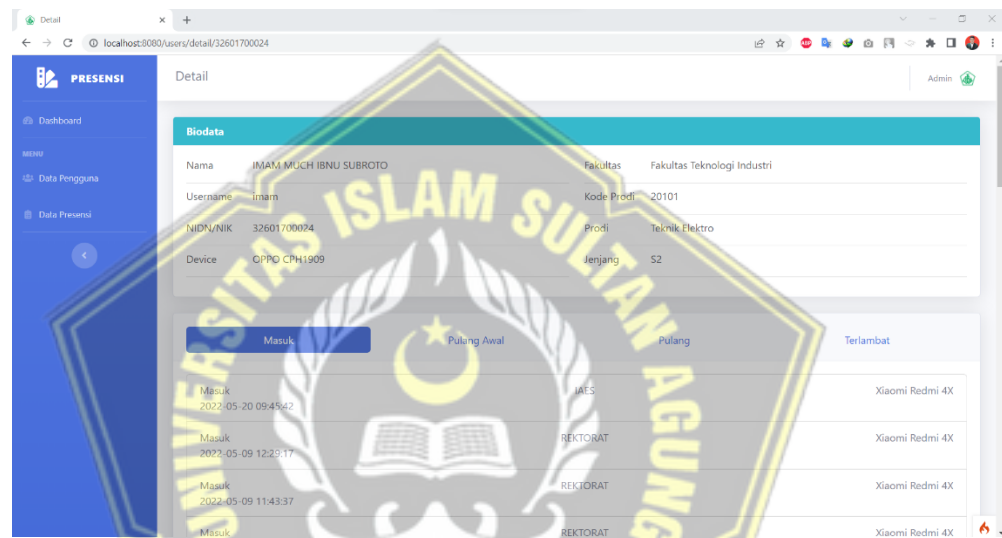 Detail
localhost:8080/users/detail/32601700024
PRESENSI
Detail
Admin
Dashboard
MENU
Data Pengguna
Data Presensi
Biodata
Nama IMAM MUCH IBNU SUBROTO Fakultas Fakultas Teknologi Industri
Username imam Kode Prodi 20101
NIDN/NIK 32601700024 Prodi Teknik Elektro
Device OPPO CPH1909 Jenjang S2
Masuk Pulang Awal Pulang Terlambat
Masuk IAES Xiaomi Redmi 4X
2022-05-20 09:45:42
Masuk REKTORAT Xiaomi Redmi 4X
2022-05-09 12:29:17
Masuk REKTORAT Xiaomi Redmi 4X
2022-05-09 11:43:37
Masuk REKTORAT Xiaomi Redmi 4X
UNIVERSITAS ISLAM SULTAN AGUNG
ABP